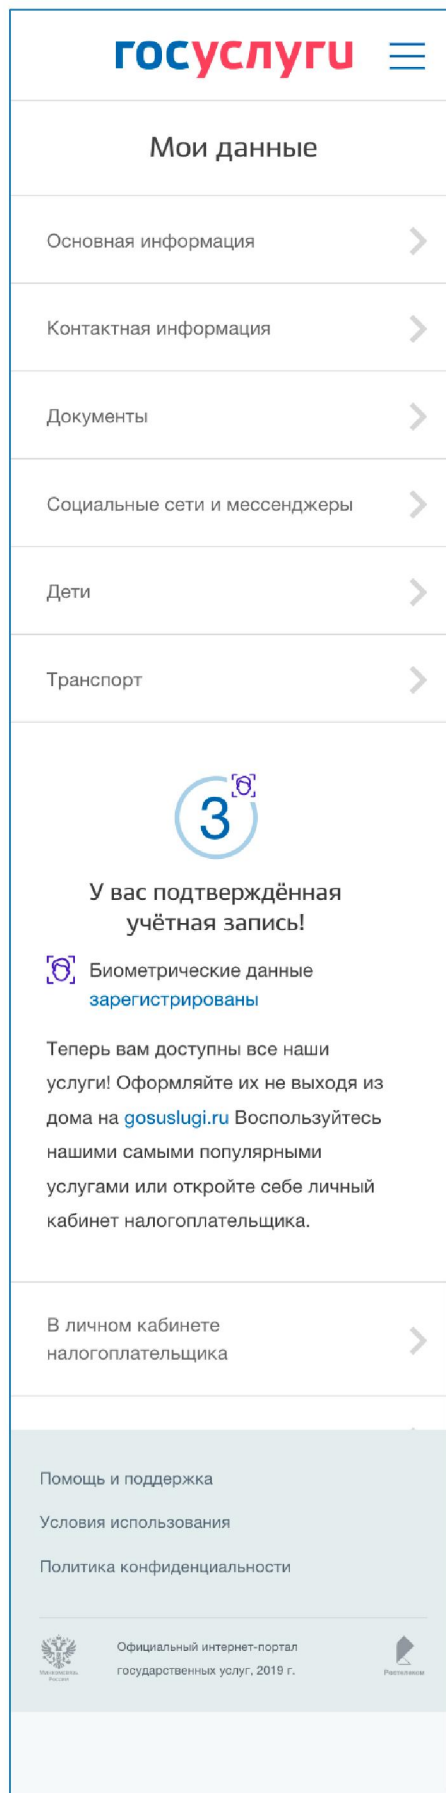 госуслуги
Мои данные
Основная информация
Контактная информация
Документы
Социальные сети и мессенджеры
Дети
Транспорт
3
У вас подтверждённая
учётная запись!
Биометрические данные
зарегистрированы
Теперь вам доступны все наши
услуги! Оформляйте их не выходя из
дома на gosuslugi.ru Воспользуйтесь
нашими самыми популярными
услугами или откройте себе личный
кабинет налогоплательщика.
В личном кабинете
налогоплательщика
Помощь и поддержка
Условия использования
Политика конфиденциальности
Официальный интернет-портал
государственных услуг, 2019 г.
Ростелеком